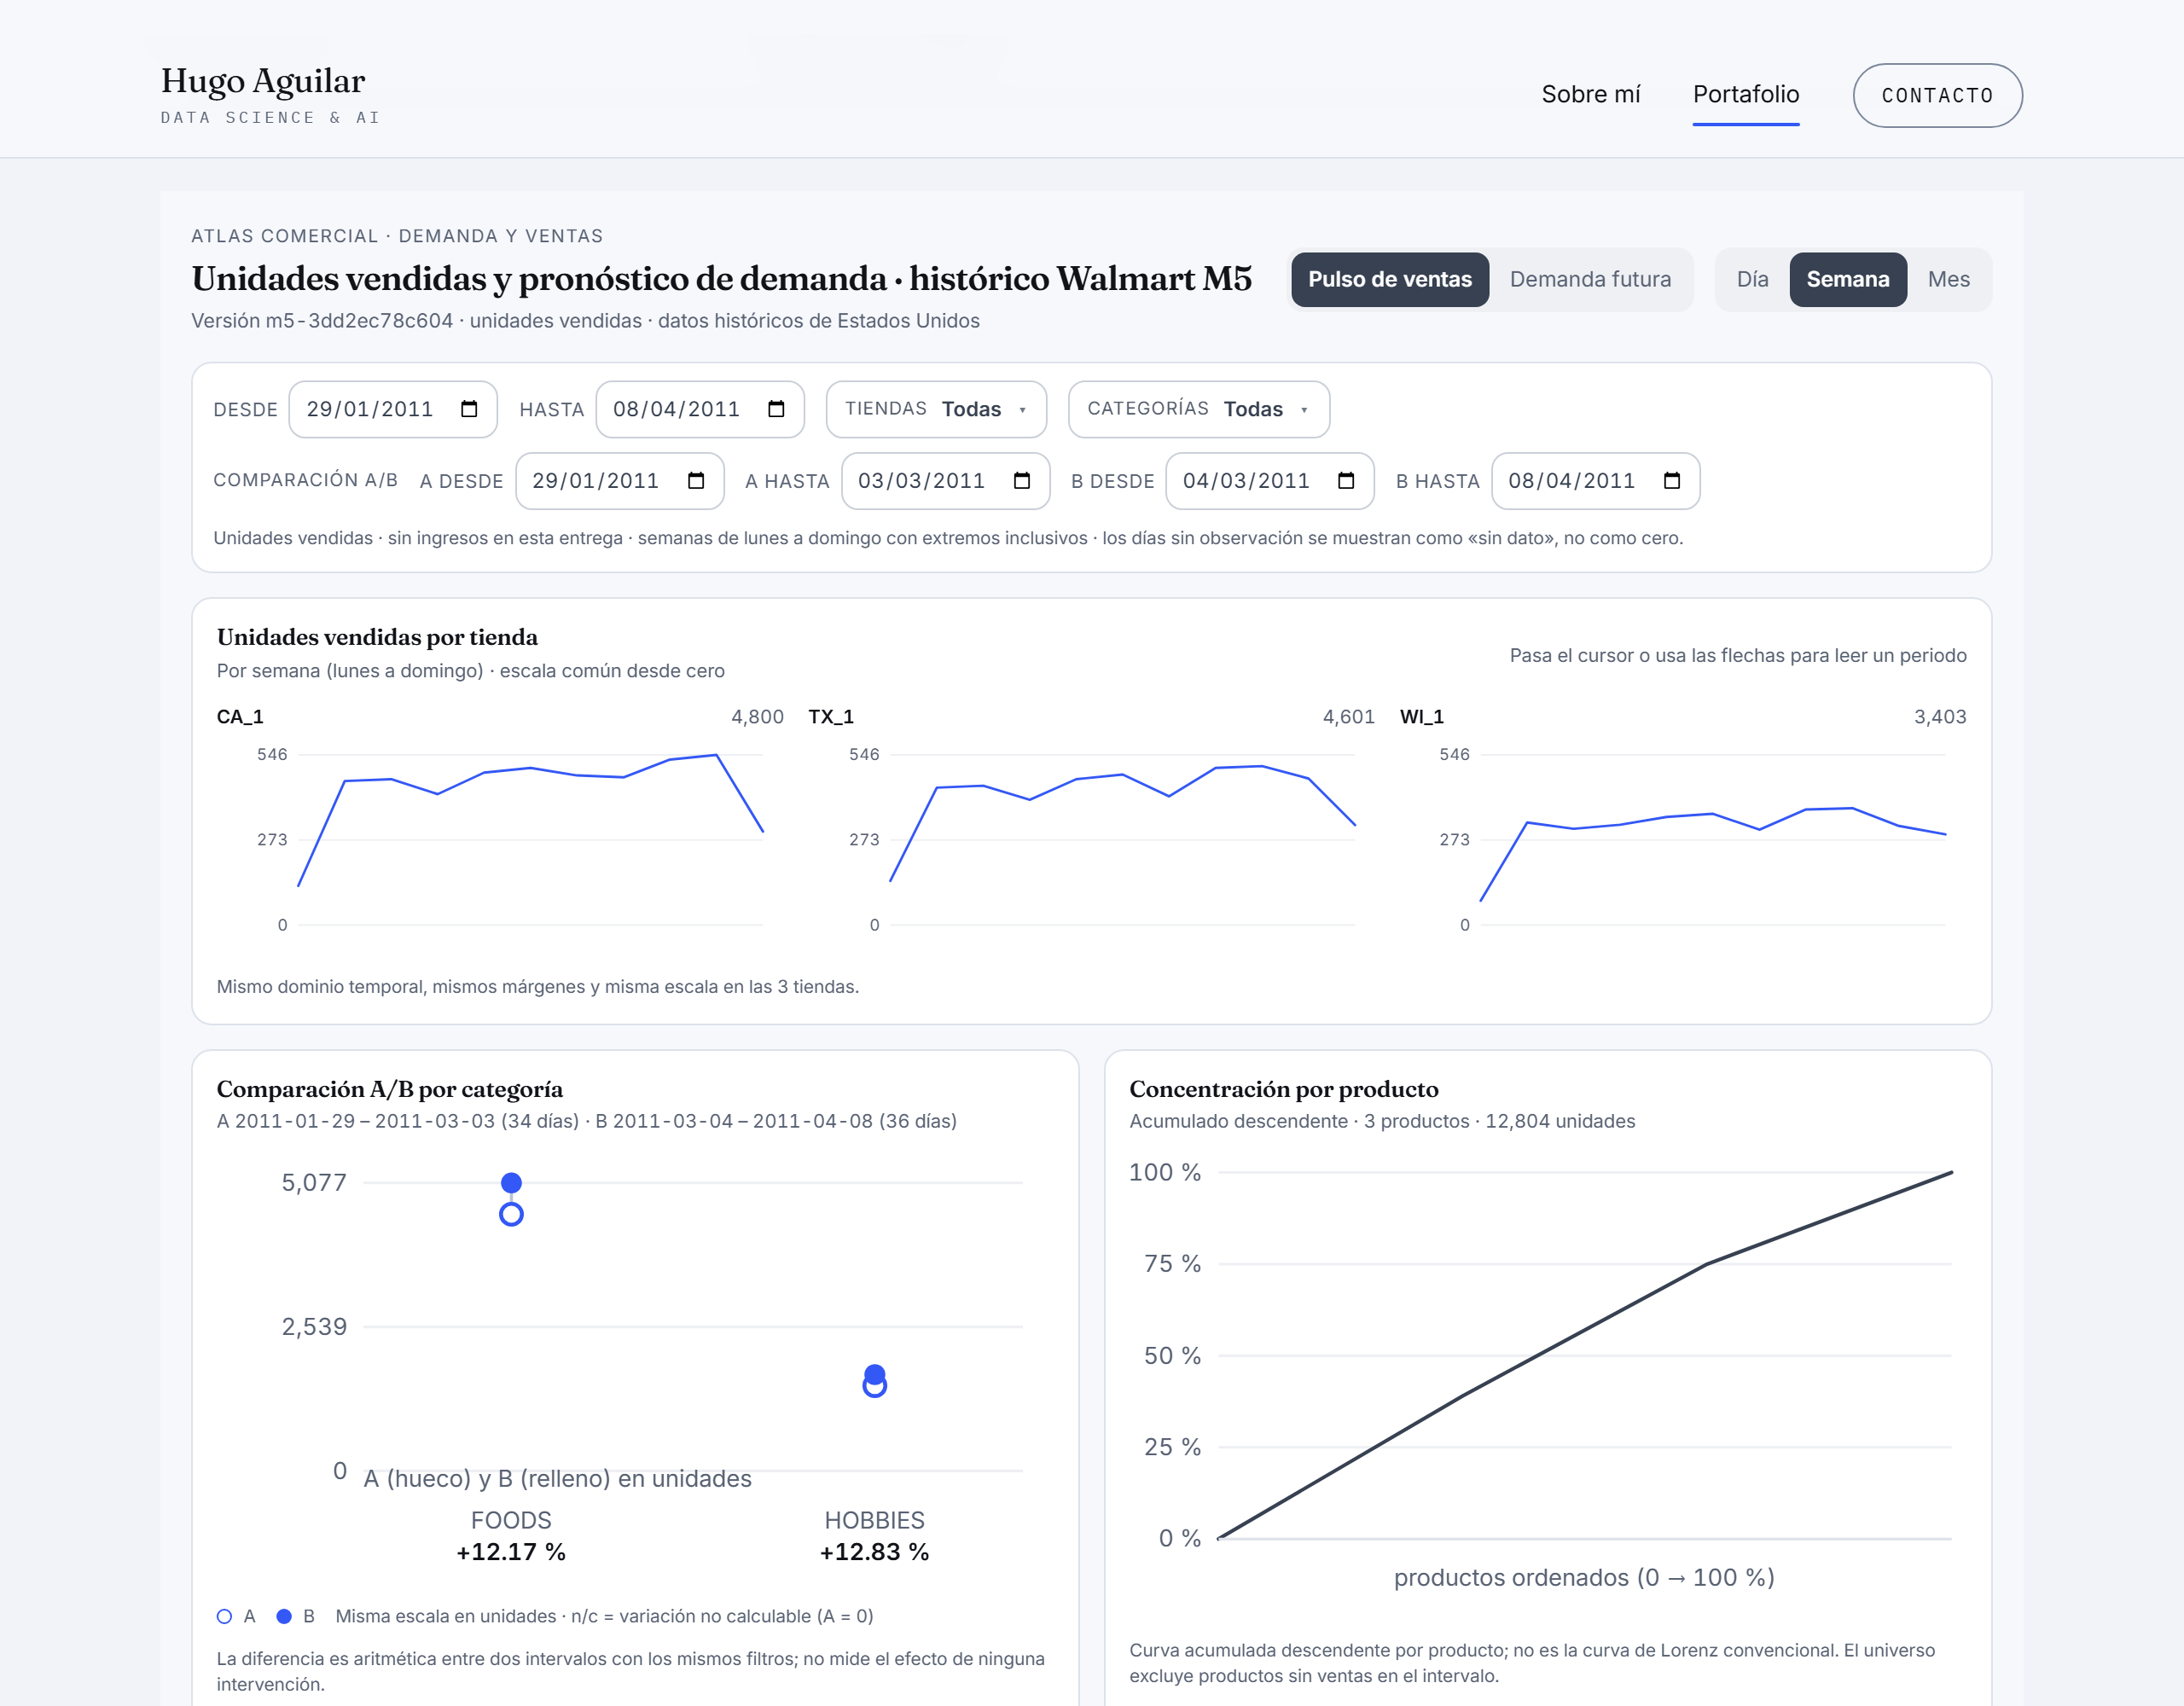 Hugo Aguilar
DATA SCIENCE & AI
Sobre mí
Portafolio
CONTACTO
ATLAS COMERCIAL · DEMANDA Y VENTAS
Unidades vendidas y pronóstico de demanda · histórico Walmart M5
Versión m5-3dd2ec78c604 · unidades vendidas · datos históricos de Estados Unidos
Pulso de ventas
Demanda futura
Día
Semana
Mes
DESDE 29/01/2011
HASTA 08/04/2011
TIENDAS Todas
CATEGORÍAS Todas
COMPARACIÓN A/B
A DESDE 29/01/2011
A HASTA 03/03/2011
B DESDE 04/03/2011
B HASTA 08/04/2011
Unidades vendidas · sin ingresos en esta entrega · semanas de lunes a domingo con extremos inclusivos · los días sin observación se muestran como «sin dato», no como cero.
Unidades vendidas por tienda
Por semana (lunes a domingo) · escala común desde cero
Pasa el cursor o usa las flechas para leer un periodo
CA_1 4,800
546
273
0
TX_1 4,601
546
273
0
WI_1 3,403
546
273
0
Mismo dominio temporal, mismos márgenes y misma escala en las 3 tiendas.
Comparación A/B por categoría
A 2011-01-29 – 2011-03-03 (34 días) · B 2011-03-04 – 2011-04-08 (36 días)
5,077
2,539
0
A (hueco) y B (relleno) en unidades
FOODS
+12.17 %
HOBBIES
+12.83 %
A
B
Misma escala en unidades · n/c = variación no calculable (A = 0)
La diferencia es aritmética entre dos intervalos con los mismos filtros; no mide el efecto de ninguna
intervención.
Concentración por producto
Acumulado descendente · 3 productos · 12,804 unidades
100 %
75 %
50 %
25 %
0 %
productos ordenados (0 → 100 %)
Curva acumulada descendente por producto; no es la curva de Lorenz convencional. El universo
excluye productos sin ventas en el intervalo.